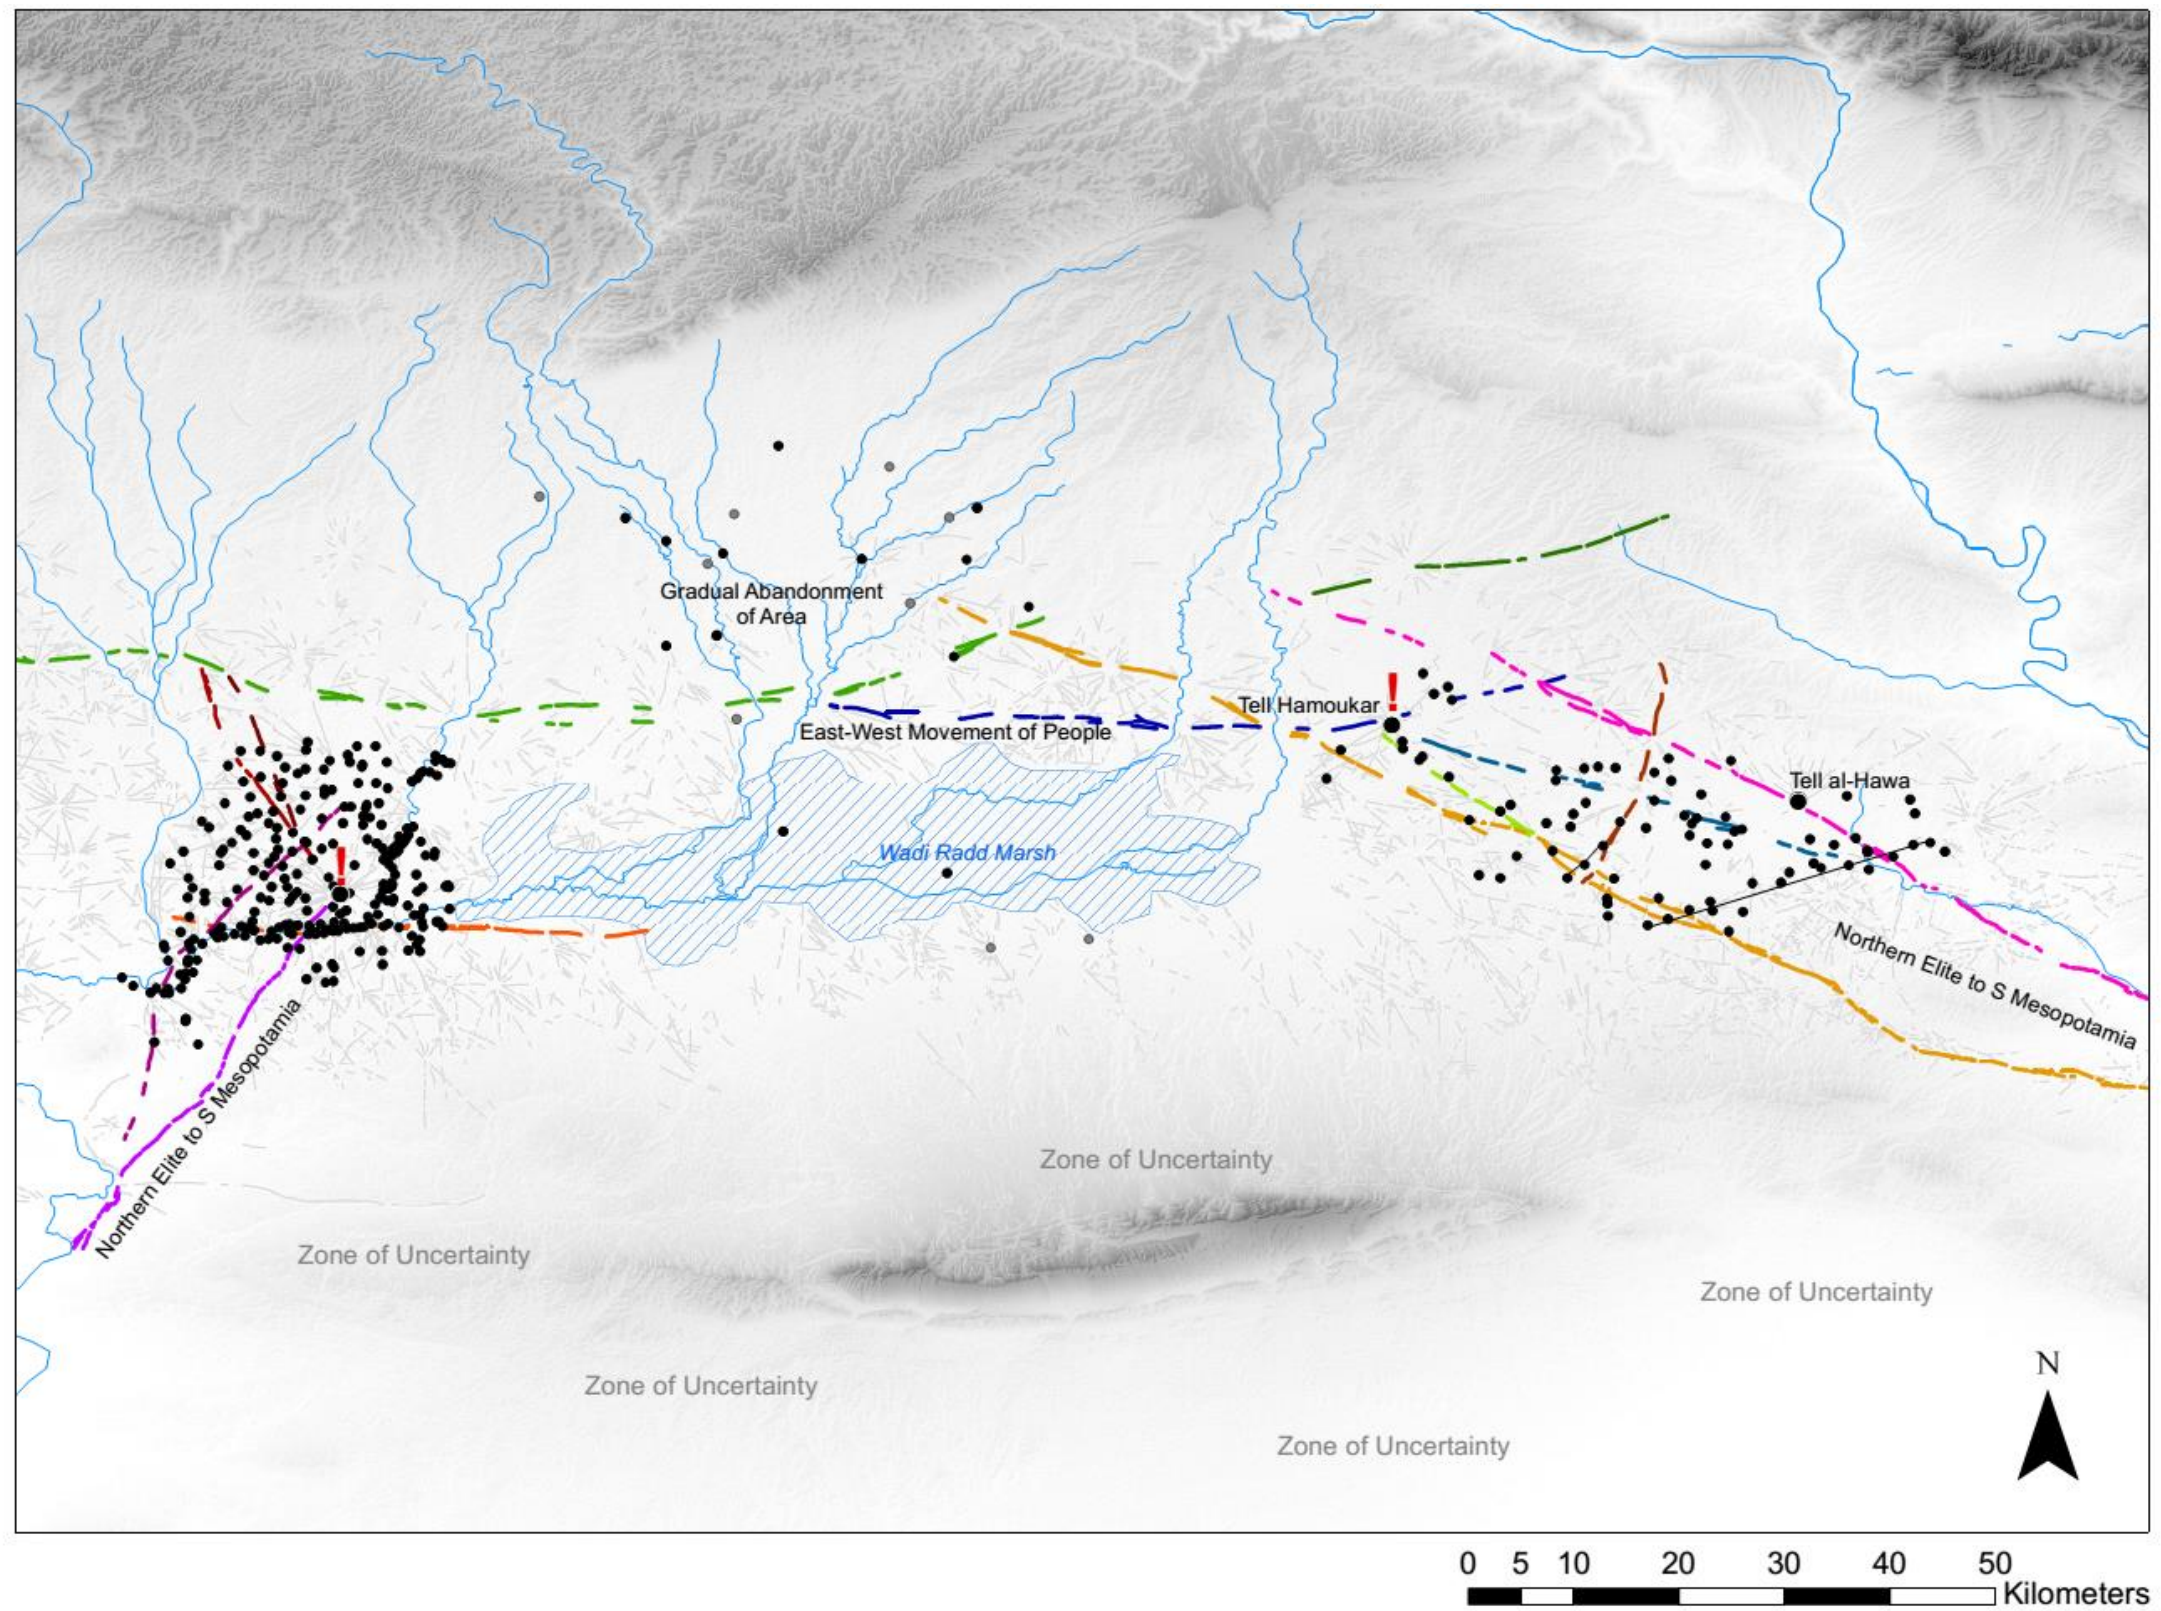 Gradual Abandonment
of Area
Tell Hamoukar
!
East-West Movement of People
Tell al-Hawa
Wadi Radd Marsh
!
Northern Elite to S Mesopotamia
Northern Elite to S Mesopotamia
Zone of Uncertainty
Zone of Uncertainty
Zone of Uncertainty
Zone of Uncertainty
Zone of Uncertainty
N
0 5 10 20 30 40 50
Kilometers